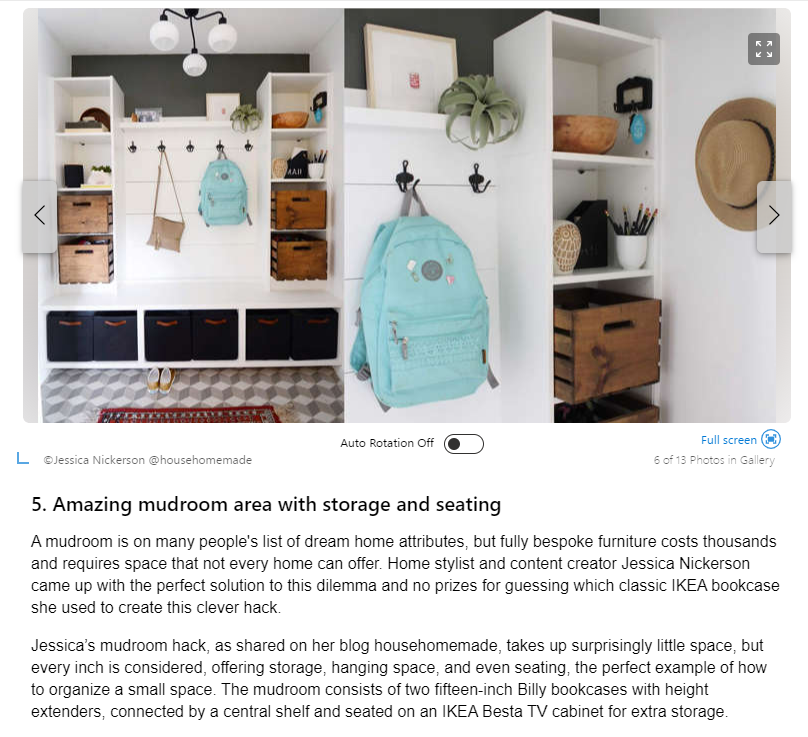 Auto Rotation Off
Full screen
©Jessica Nickerson @househomemade
6 of 13 Photos in Gallery
5. Amazing mudroom area with storage and seating
A mudroom is on many people's list of dream home attributes, but fully bespoke furniture costs thousands
and requires space that not every home can offer. Home stylist and content creator Jessica Nickerson
came up with the perfect solution to this dilemma and no prizes for guessing which classic IKEA bookcase
she used to create this clever hack.
Jessica’s mudroom hack, as shared on her blog househomemade, takes up surprisingly little space, but
every inch is considered, offering storage, hanging space, and even seating, the perfect example of how
to organize a small space. The mudroom consists of two fifteen-inch Billy bookcases with height
extenders, connected by a central shelf and seated on an IKEA Besta TV cabinet for extra storage.